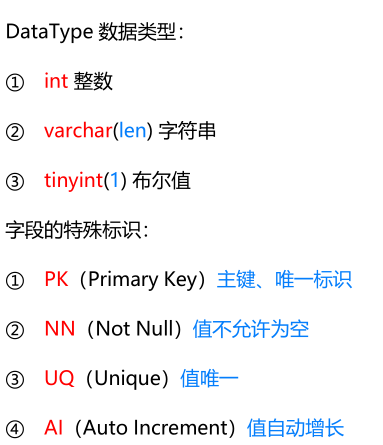 DataType 数据类型：
① int 整数
② varchar(len) 字符串
③ tinyint(1) 布尔值
字段的特殊标识：
① PK（Primary Key）主键、唯一标识
② NN（Not Null）值不允许为空
③ UQ（Unique）值唯一
④ AI（Auto Increment）值自动增长